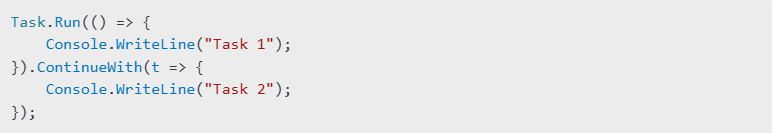 Task.Run(() => {
    Console.WriteLine("Task 1");
}).ContinueWith(t => {
    Console.WriteLine("Task 2");
});